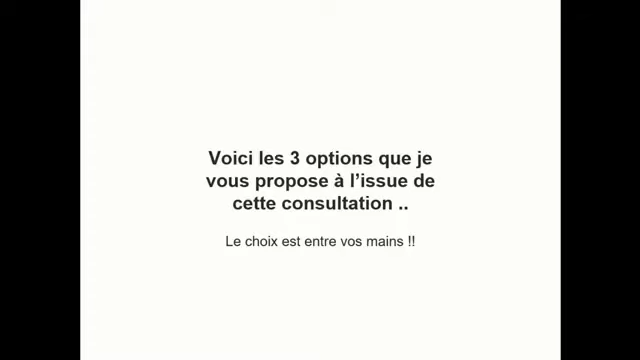 Voici les 3 options que je
vous propose à l’issue de
cette consultation ..
Le choix est entre vos mains !!